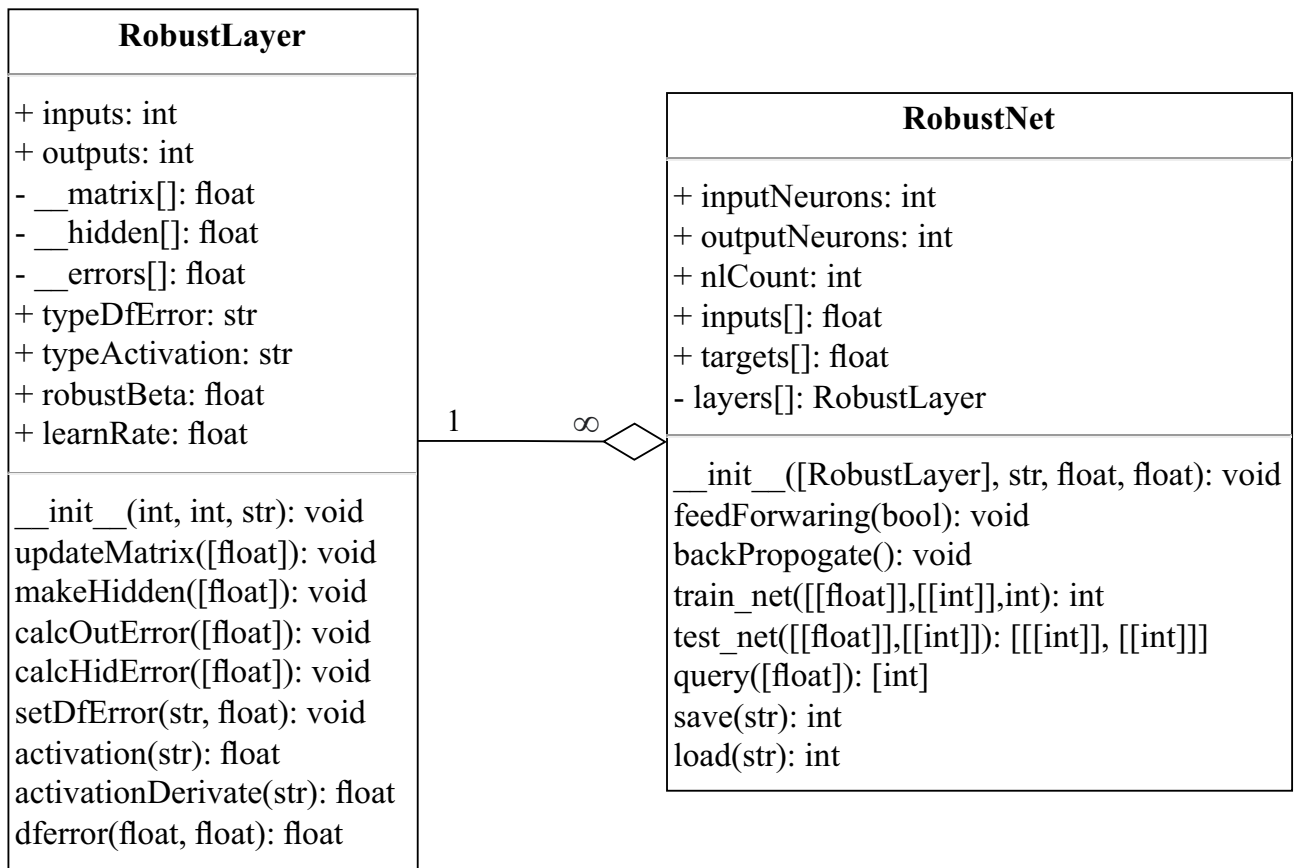 RobustLayer
+ inputs: int
+ outputs: int
- __matrix[]: float
- __hidden[]: float
- __errors[]: float
+ typeDfError: str
+ typeActivation: str
+ robustBeta: float
+ learnRate: float
__init__(int, int, str): void
updateMatrix([float]): void
makeHidden([float]): void
calcOutError([float]): void
calcHidError([float]): void
setDfError(str, float): void
activation(str): float
activationDerivate(str): float
dferror(float, float): float
1
∞
RobustNet
+ inputNeurons: int
+ outputNeurons: int
+ nlCount: int
+ inputs[]: float
+ targets[]: float
- layers[]: RobustLayer
__init__([RobustLayer], str, float, float): void
feedForwaring(bool): void
backPropogate(): void
train_net([[float]],[[int]],int): int
test_net([[float]],[[int]]): [[[int]], [[int]]]
query([float]): [int]
save(str): int
load(str): int